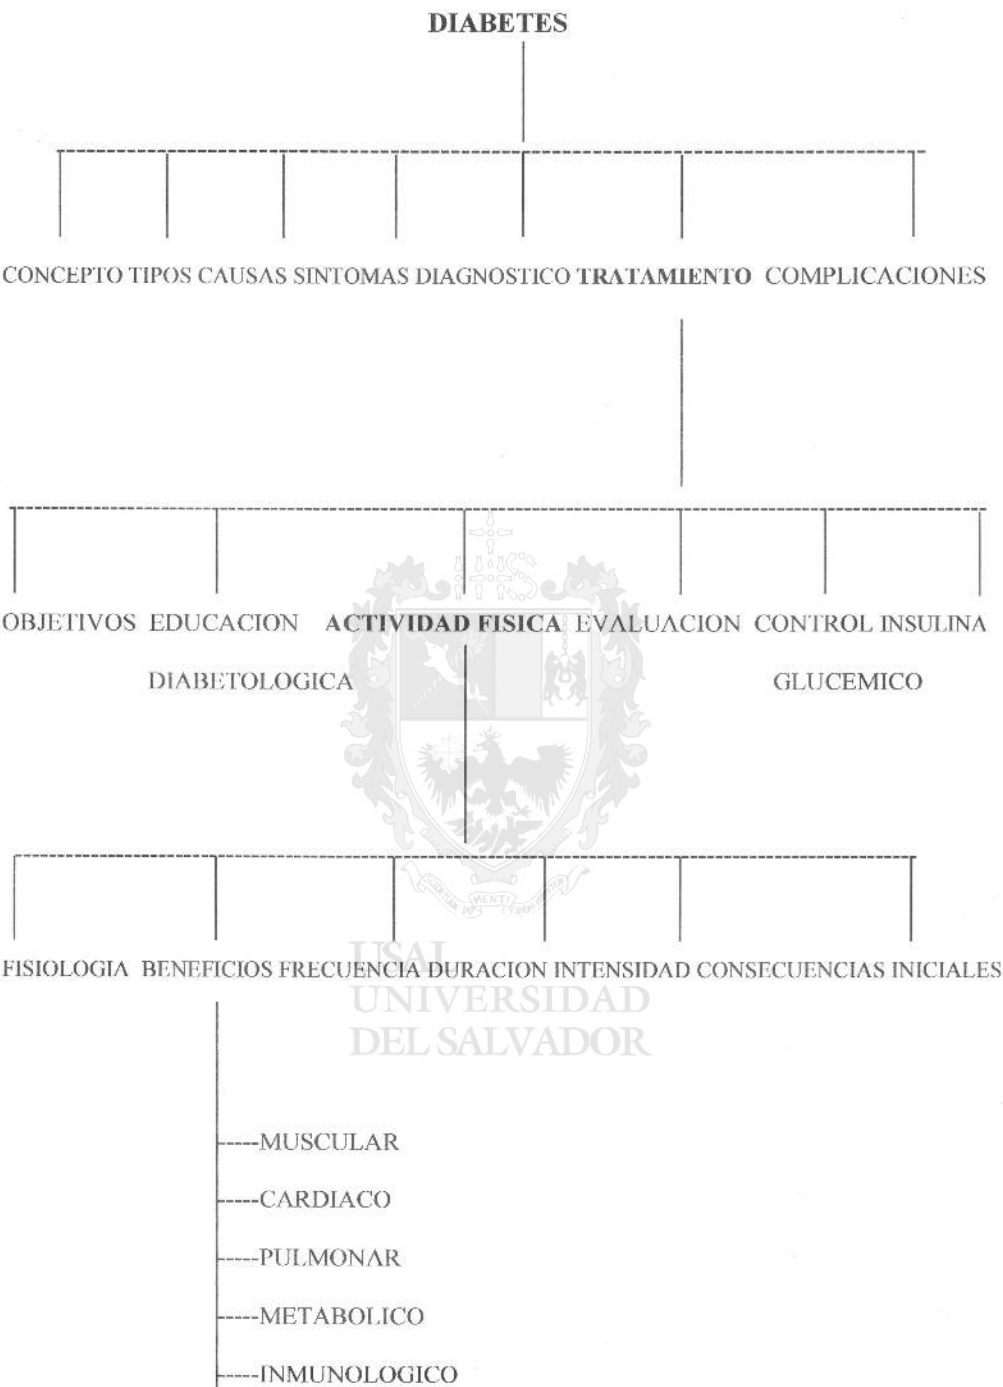 DIABETES
CONCEPTO TIPOS CAUSAS SINTOMAS DIAGNOSTICO TRATAMIENTO COMPLICACIONES
OBJETIVOS EDUCACION ACTIVIDAD FISICA EVALUACION CONTROL INSULINA
DIABETOLOGICA GLUCEMICO
FISIOLOGIA BENEFICIOS FRECUENCIA DURACION INTENSIDAD CONSECUENCIAS INICIALES
USAL
UNIVERSIDAD
DEL SALVADOR
-----MUSCULAR
-----CARDIACO
-----PULMONAR
-----METABOLICO
-----INMUNOLOGICO